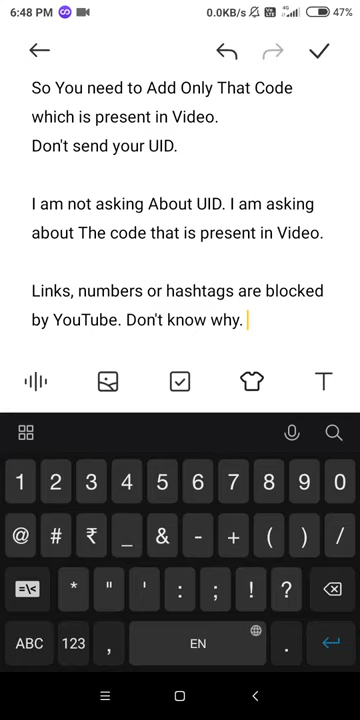 6:48 PM 0.0KB/s 4G 47%
So You need to Add Only That Code
which is present in Video.
Don't send your UID.
I am not asking About UID. I am asking
about The code that is present in Video.
Links, numbers or hashtags are blocked
by YouTube. Don't know why.
T
1 2 3 4 5 6 7 8 9 0
@ # ₹ _ & - + ( ) /
=\< * " ' : ; ! ?
ABC 123 , EN .